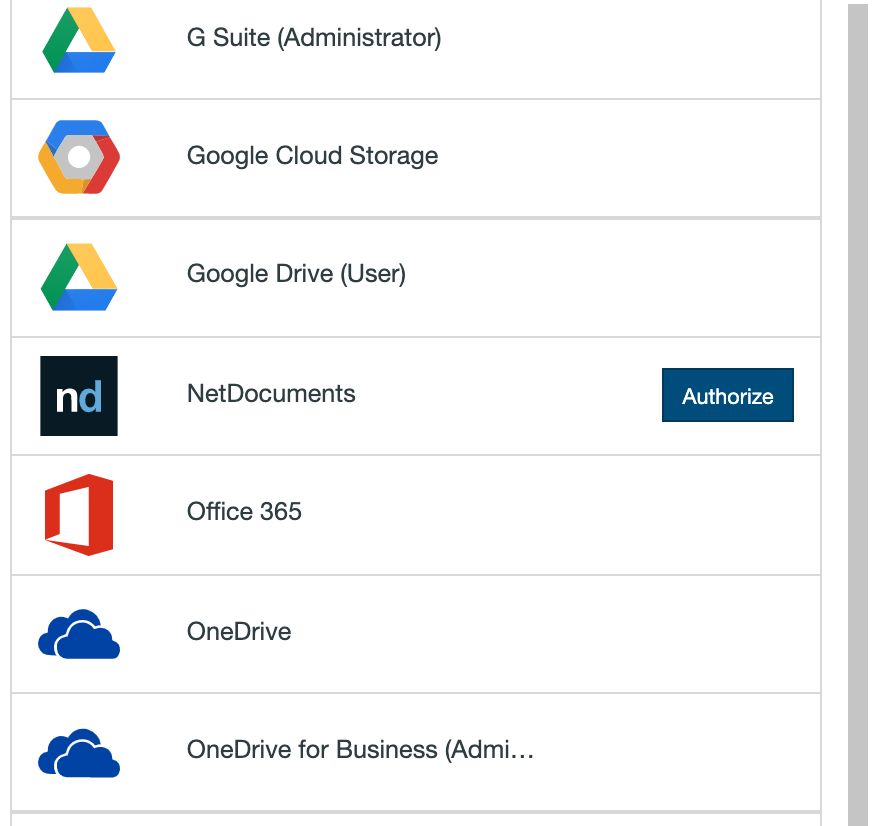 G Suite (Administrator)
Google Cloud Storage
Google Drive (User)
nd
NetDocuments
Authorize
Office 365
OneDrive
OneDrive for Business (Admi…